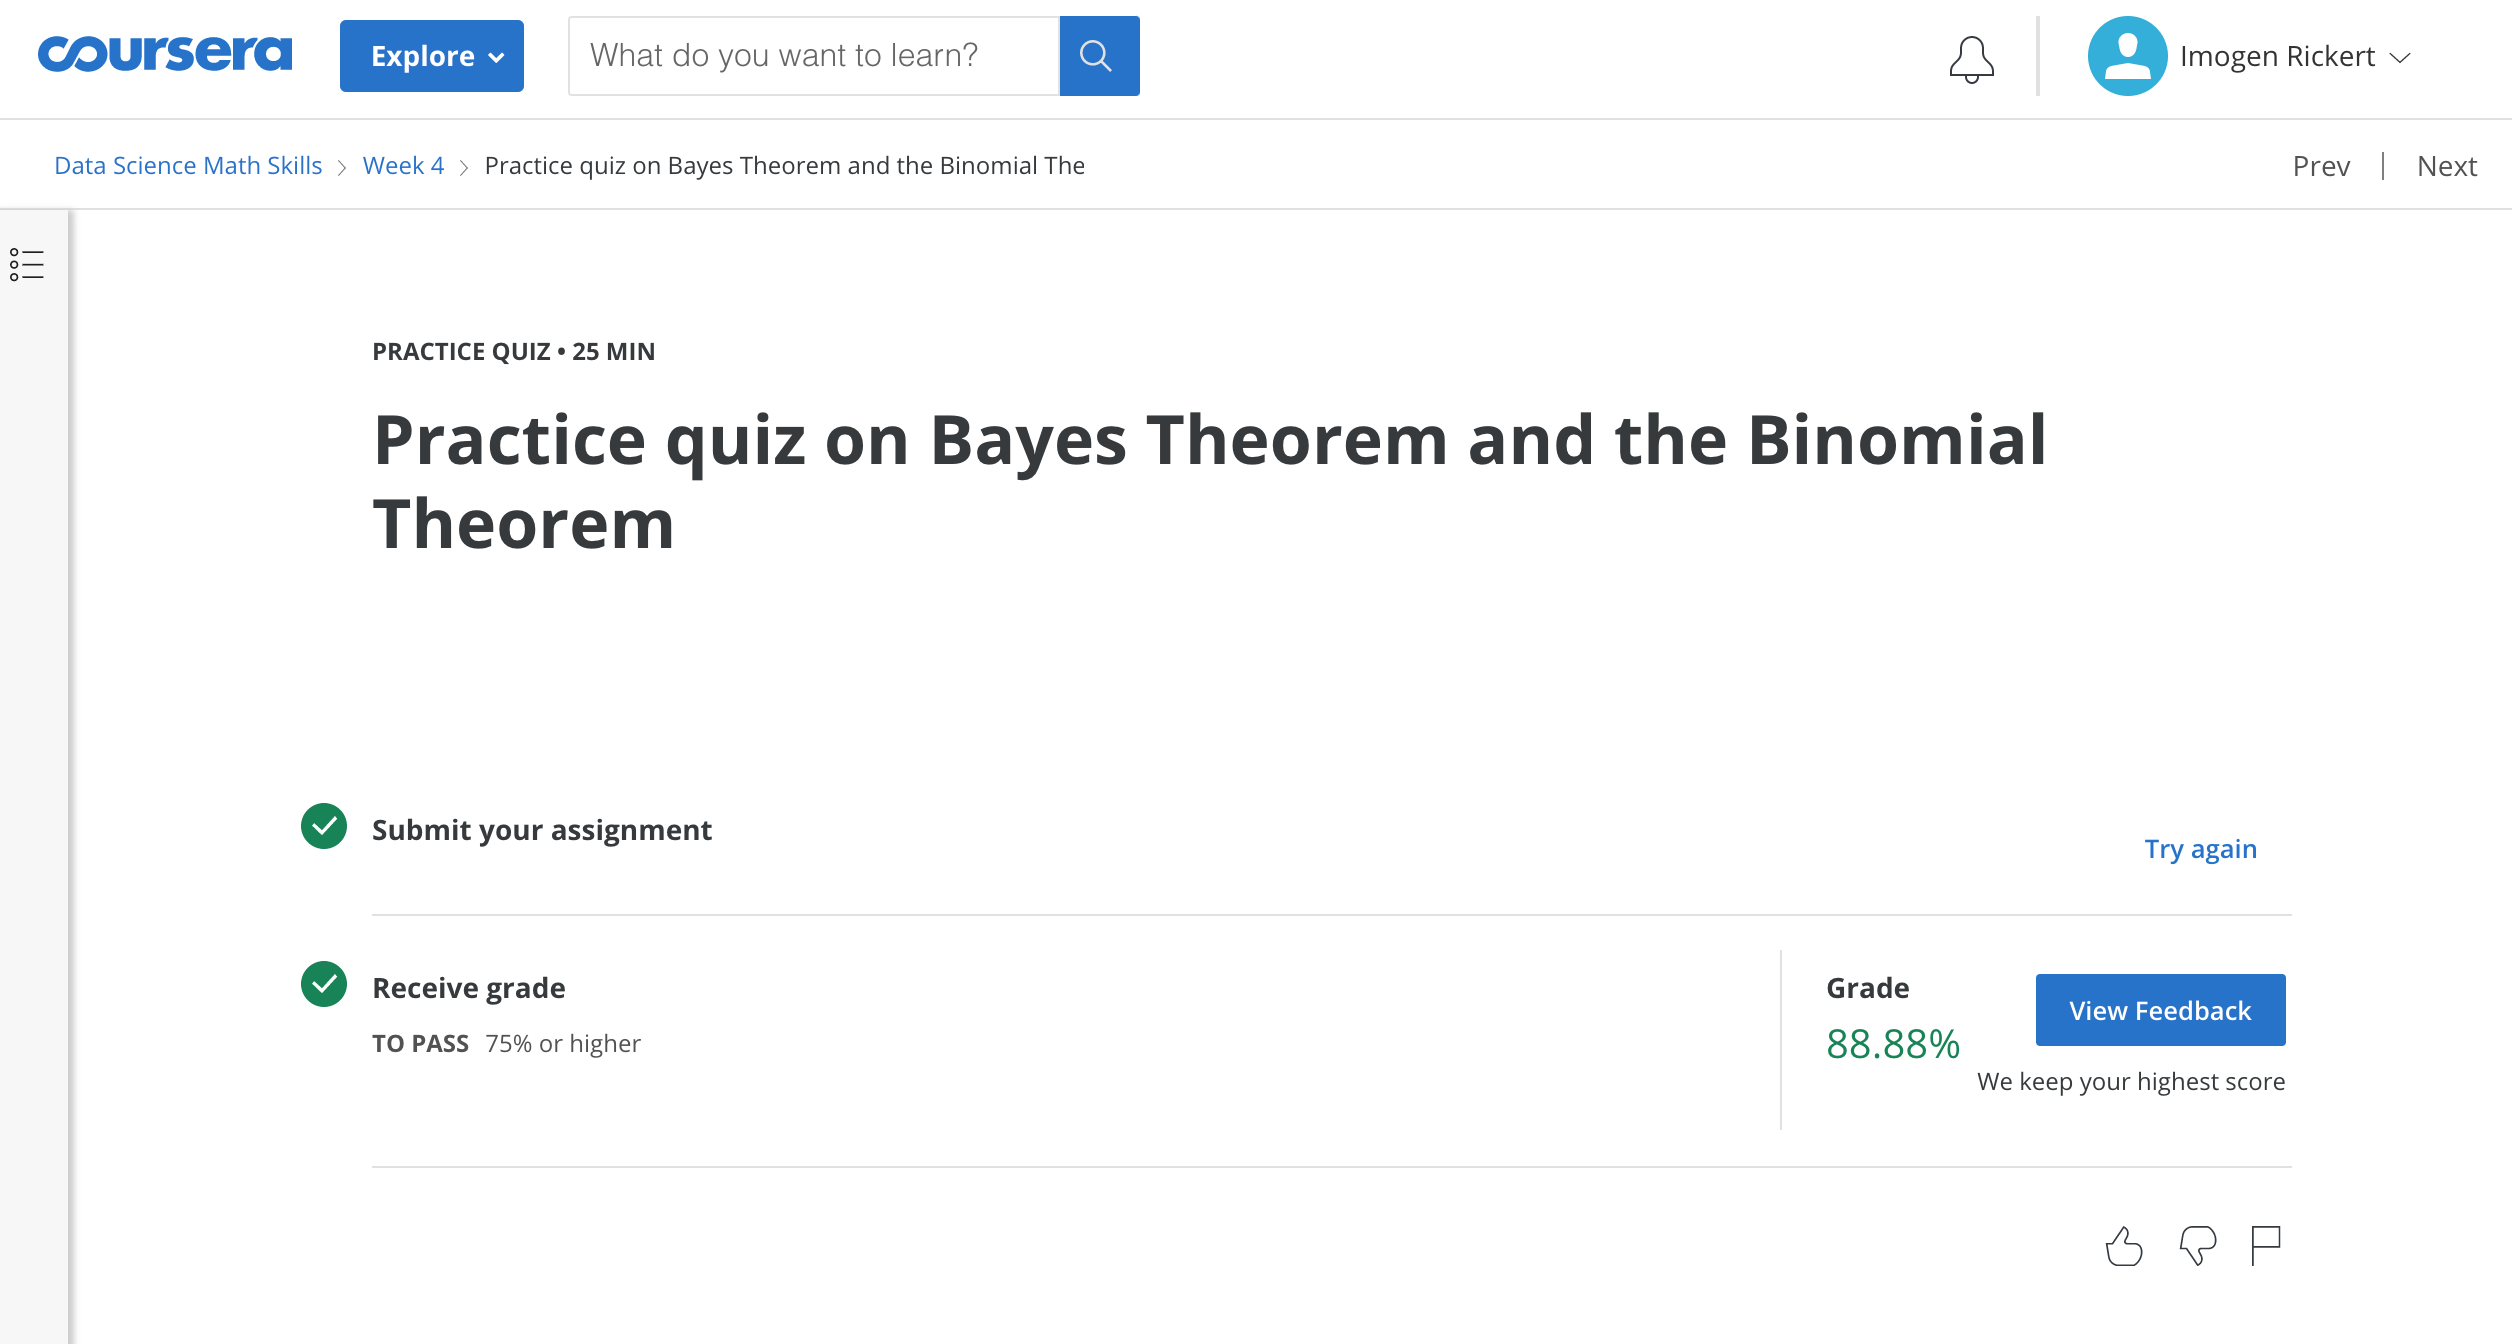 coursera
Explore
What do you want to learn?
Imogen Rickert
Data Science Math Skills > Week 4 > Practice quiz on Bayes Theorem and the Binomial The
Prev | Next
PRACTICE QUIZ • 25 MIN
Practice quiz on Bayes Theorem and the Binomial
Theorem
Submit your assignment
Try again
Receive grade
TO PASS 75% or higher
Grade
88.88%
View Feedback
We keep your highest score